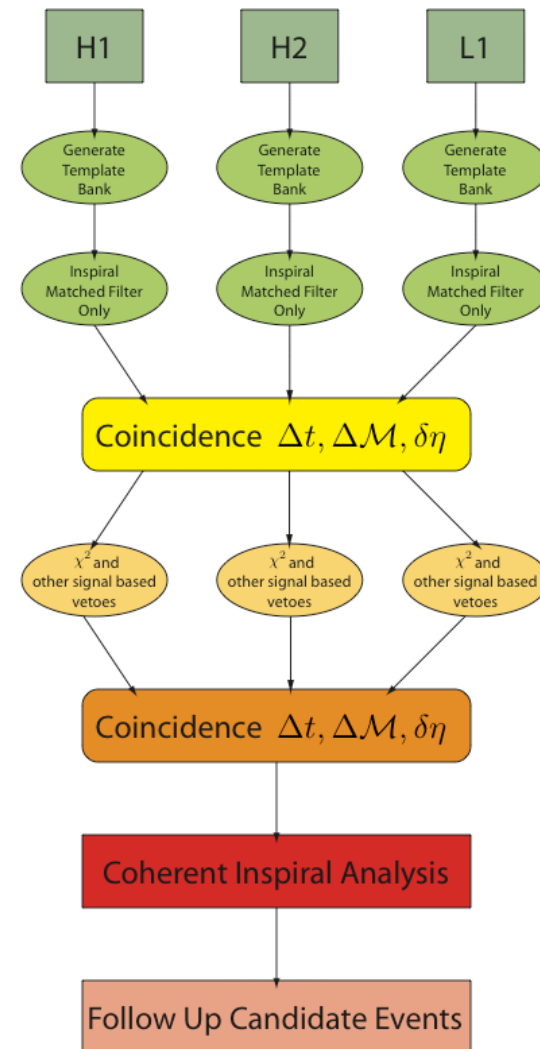 H1
H2
L1
Generate
Template
Bank
Generate
Template
Bank
Generate
Template
Bank
Inspiral
Matched Filter
Only
Inspiral
Matched Filter
Only
Inspiral
Matched Filter
Only
Coincidence Δt, Δℳ, δη
χ² and
other signal based
vetoes
χ² and
other signal based
vetoes
χ² and
other signal based
vetoes
Coincidence Δt, Δℳ, δη
Coherent Inspiral Analysis
Follow Up Candidate Events